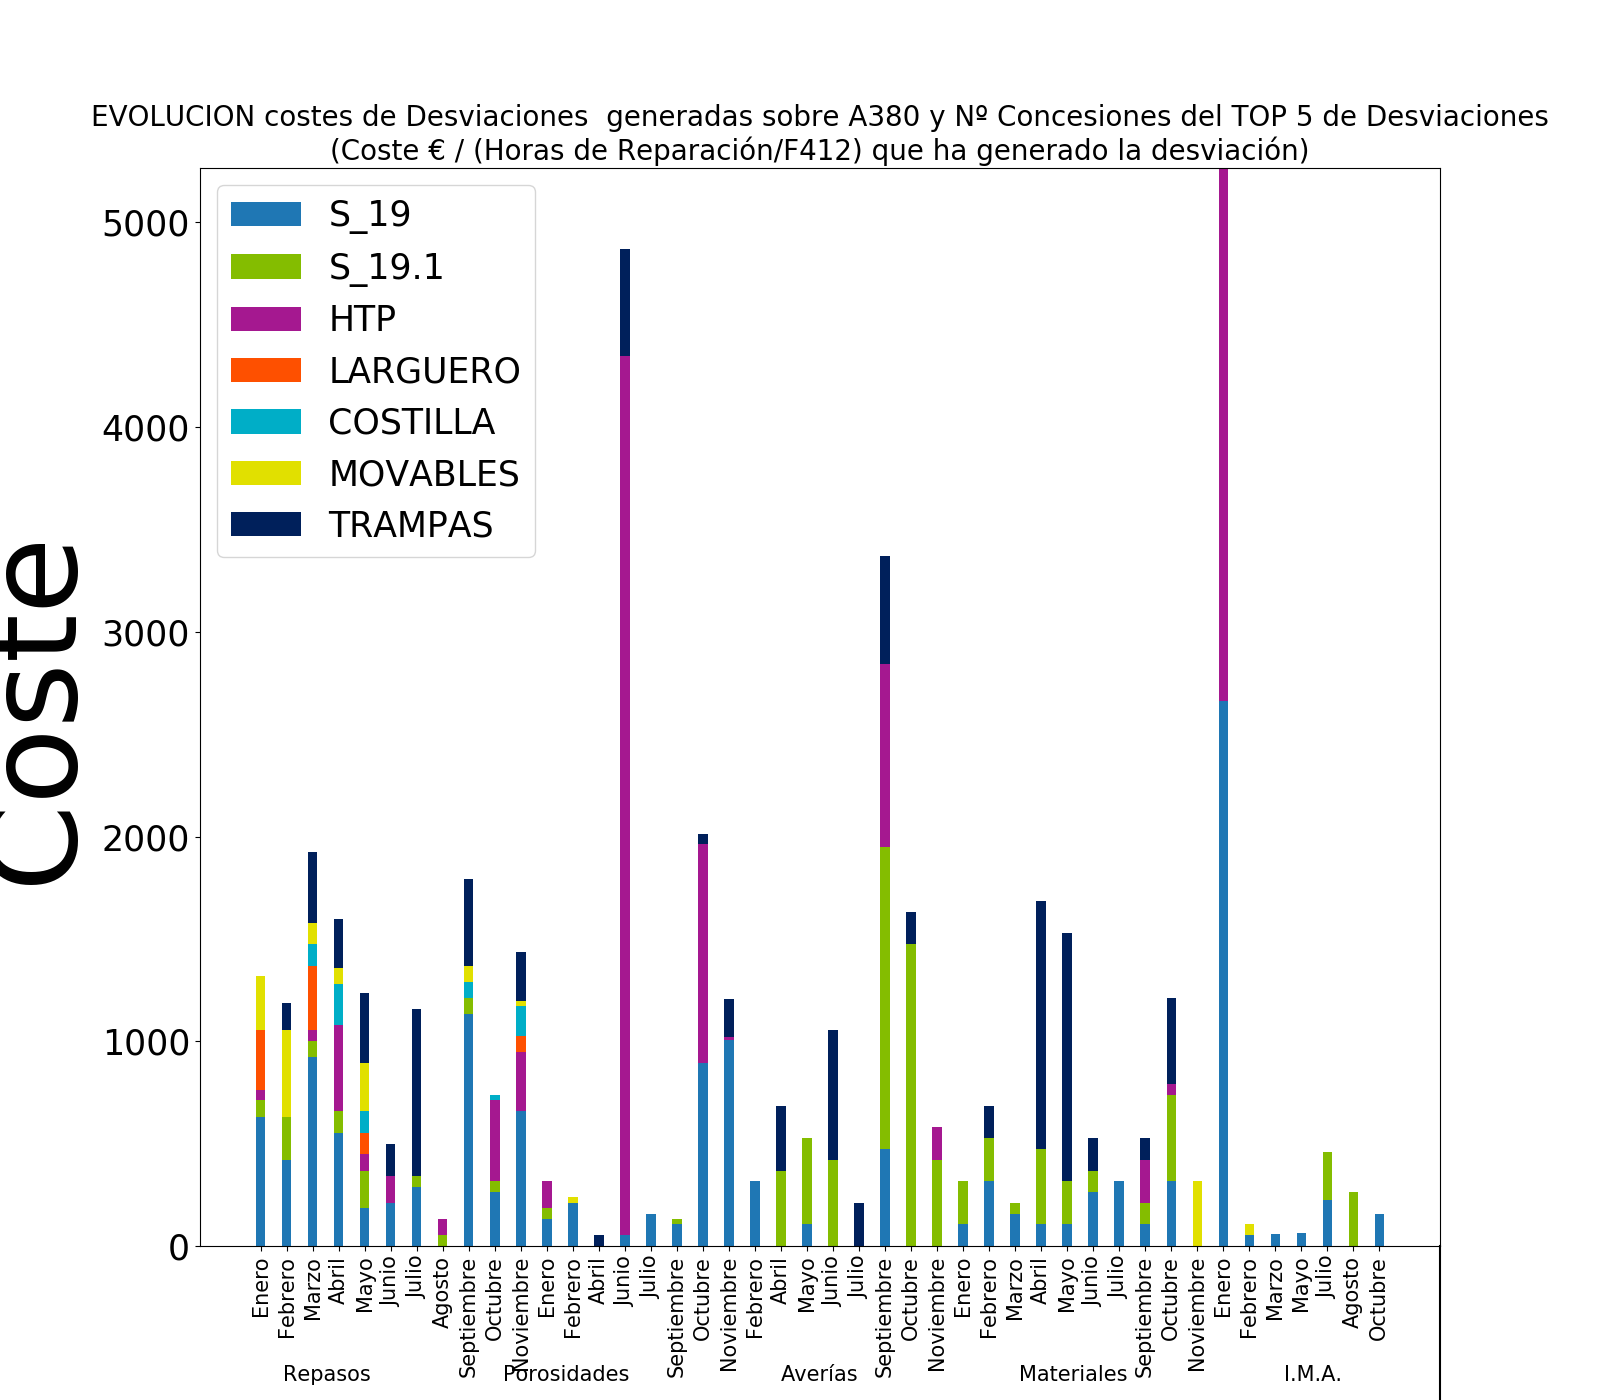 EVOLUCION costes de Desviaciones  generadas sobre A380 y Nº Concesiones del TOP 5 de Desviaciones
(Coste € / (Horas de Reparación/F412) que ha generado la desviación)
S_19
S_19.1
HTP
LARGUERO
COSTILLA
MOVABLES
TRAMPAS
Coste
5000
4000
3000
2000
1000
0
Enero
Febrero
Marzo
Abril
Mayo
Junio
Julio
Agosto
Septiembre
Octubre
Noviembre
Enero
Febrero
Abril
Junio
Julio
Septiembre
Octubre
Noviembre
Febrero
Abril
Mayo
Junio
Julio
Septiembre
Octubre
Noviembre
Enero
Febrero
Marzo
Abril
Mayo
Junio
Julio
Septiembre
Octubre
Noviembre
Enero
Febrero
Marzo
Mayo
Julio
Agosto
Octubre
Repasos
Porosidades
Averías
Materiales
I.M.A.